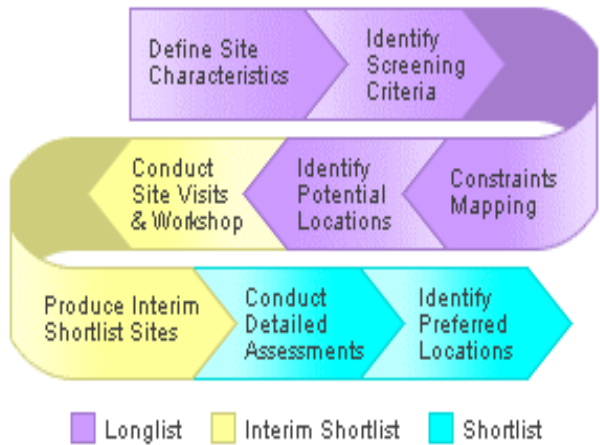 Define Site
Characteristics
Identify
Screening
Criteria
Constraints
Mapping
Identify
Potential
Locations
Conduct
Site Visits
& Workshop
Produce Interim
Shortlist Sites
Conduct
Detailed
Assessments
Identify
Preferred
Locations
Longlist
Interim Shortlist
Shortlist